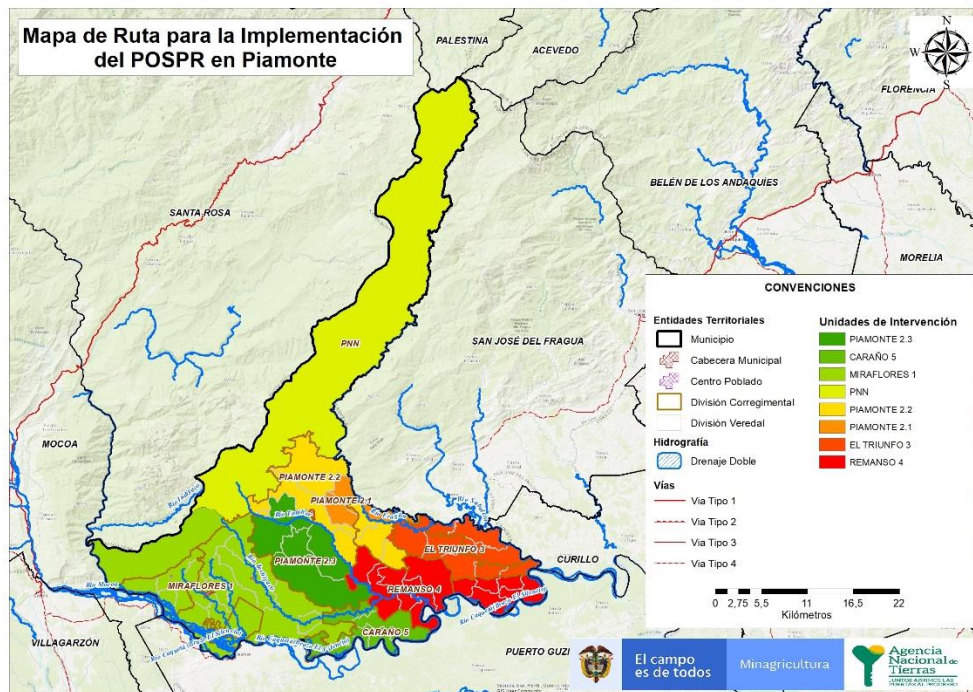 Mapa de Ruta para la Implementación
del POSPR en Piamonte
PALESTINA
ACEVEDO
N
W
E
S
FLORENCIA
BELÉN DE LOS ANDAQUÍES
SANTA ROSA
MORELIA
PNN
SAN JOSÉ DEL FRAGUA
MOCOA
PIAMONTE 2.2
PIAMONTE 2.1
EL TRIUNFO 3
CURILLO
PIAMONTE 2.3
MIRAFLORES 1
REMANSO 4
CARAÑO 5
VILLAGARZÓN
PUERTO GUZ
CONVENCIONES
Entidades Territoriales
Municipio
Cabecera Municipal
Centro Poblado
División Corregimental
División Veredal
Hidrografía
Drenaje Doble
Vías
Via Tipo 1
Via Tipo 2
Via Tipo 3
Via Tipo 4
Unidades de Intervención
PIAMONTE 2.3
CARAÑO 5
MIRAFLORES 1
PNN
PIAMONTE 2.2
PIAMONTE 2.1
EL TRIUNFO 3
REMANSO 4
0 2,75 5,5 11 16,5 22
Kilómetros
El campo
es de todos
Minagricultura
Agencia
Nacional de
Tierras